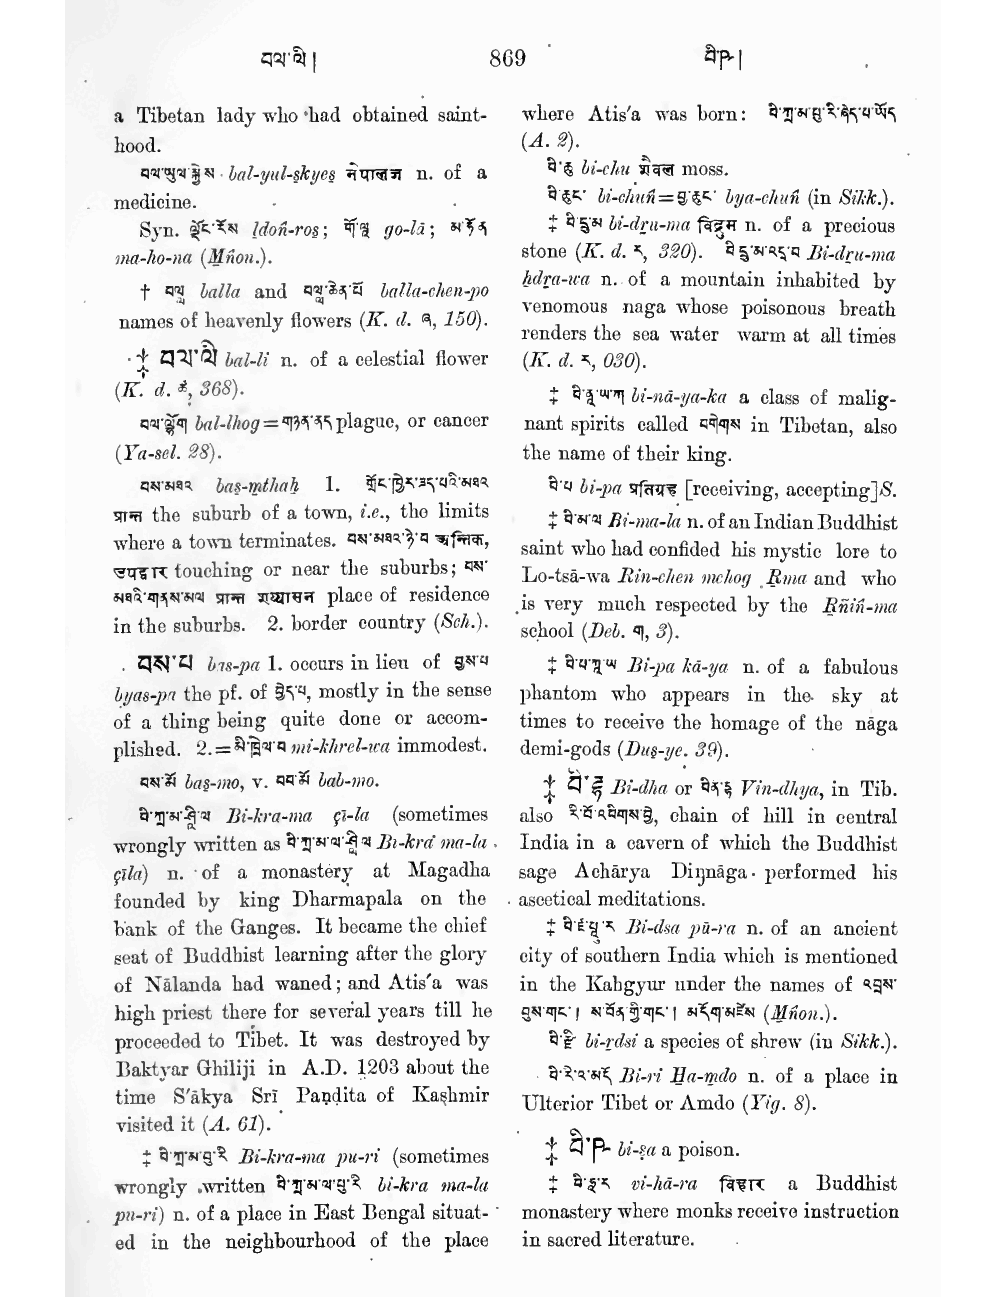 བལ་ལི།
869
བི་ཥ།
a Tibetan lady who had obtained saint-
hood.
བལ་ཡུལ་སྐྱེས bal-yul-skyes नेपालज n. of a
medicine.
Syn. ལྡོང་རོས ldoṅ-ros; གོ་ལཱ go-lā; མ་ཧོན
ma-ho-na (Mṅon.).
† བལླ balla and བལླ་ཆེན་པོ balla-chen-po
names of heavenly flowers (K. d. 150).
‡ བལ་ལི bal-li n. of a celestial flower
(K. d. 368).
བལ་ལྷོག bal-lhog = གཉན་ནད plague, or cancer
(Ya-sel. 28).
བས་མཐའ bas-mthaḥ 1. གྲོང་ཁྱེར་ཟད་པའི་མཐའ
प्रान्त the suburb of a town, i.e., the limits
where a town terminates. བས་མཐའ་ཉེ་བ अन्तिक,
उपद्वार touching or near the suburbs; བས་
མཐའི་གནས་མལ प्रान्त शय्यासन place of residence
in the suburbs. 2. border country (Sch.).
བས་པ bas-pa 1. occurs in lieu of བྱས་པ
byas-pa the pf. of བྱེད་པ, mostly in the sense
of a thing being quite done or accom-
plished. 2. = མི་ཁྲེལ་བ mi-khrel-wa immodest.
བས་མོ bas-mo, v. བབ་མོ bab-mo.
བི་ཀྲ་མ་ཤཱི་ལ Bi-kra-ma çī-la (sometimes
wrongly written as བི་ཀྲ་མ་ལ་ཤཱི་ལ Bi-kra ma-la
çīla) n. of a monastery at Magadha
founded by king Dharmapala on the
bank of the Ganges. It became the chief
seat of Buddhist learning after the glory
of Nālanda had waned; and Atis'a was
high priest there for several years till he
proceeded to Tibet. It was destroyed by
Baktyar Ghiliji in A.D. 1203 about the
time S'ākya Srī Paṇḍita of Kashmir
visited it (A. 61).
‡ བི་ཀྲ་མ་པུ་རི Bi-kra-ma pu-ri (sometimes
wrongly written བི་ཀྲ་མ་ལ་པུ་རི bi-kra ma-la
pu-ri) n. of a place in East Bengal situat-
ed in the neighbourhood of the place
where Atis'a was born: བི་ཀྲ་མ་པུ་རི་ཞེད་པ་ཡོད
(A. 2).
བི་ཅུ bi-chu शैवल moss.
བི་ཆུང་ bi-chuṅ = བྱ་ཆུང་ bya-chuṅ (in Sikk.).
‡ བི་དྲུ་མ bi-dru-ma विद्रुम n. of a precious
stone (K. d. ར, 320). བི་དྲུ་མ་འདྲ་བ Bi-dru-ma
ḥdra-wa n. of a mountain inhabited by
venomous naga whose poisonous breath
renders the sea water warm at all times
(K. d. ར, 030).
‡ བི་ནཱ་ཡ་ཀ bi-nā-ya-ka a class of malig-
nant spirits called བགེགས in Tibetan, also
the name of their king.
བི་པ bi-pa प्रतिग्रह [receiving, accepting]S.
‡ བི་མ་ལ Bi-ma-la n. of an Indian Buddhist
saint who had confided his mystic lore to
Lo-tsā-wa Rin-chen mchog Rma and who
is very much respected by the Rñiṅ-ma
school (Deb. ག, 3).
‡ བི་པ་ཀཱ་ཡ Bi-pa kā-ya n. of a fabulous
phantom who appears in the sky at
times to receive the homage of the nāga
demi-gods (Dus-ye. 39).
‡ བི་དྷ Bi-dha or བིན་དྷ Vin-dhya, in Tib.
also རི་བོ་འབིགས་བྱེ, chain of hill in central
India in a cavern of which the Buddhist
sage Achārya Diṅnāga performed his
ascetical meditations.
‡ བི་ཛ་པཱུ་ར Bi-dsa pū-ra n. of an ancient
city of southern India which is mentioned
in the Kahgyur under the names of འབྲས་
བུས་གང་། ས་བོན་གྱི་གང་། མདོག་མཛེས (Mṅon.).
བི་རྫི bi-rdsi a species of shrew (in Sikk.).
བི་རི་ར་མདོ Bi-ri Ha-mdo n. of a place in
Ulterior Tibet or Amdo (Yig. 8).
‡ བི་ཥ bi-ṣa a poison.
‡ བི་ཧཱ་ར vi-hā-ra विहार a Buddhist
monastery where monks receive instruction
in sacred literature.